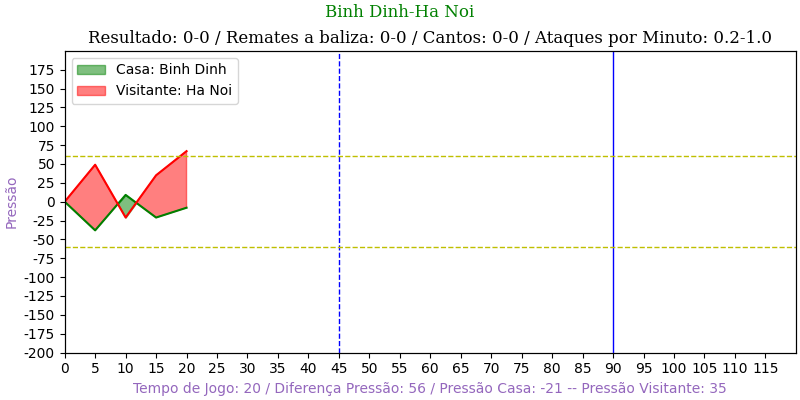 Binh Dinh-Ha Noi
Resultado: 0-0 / Remates a baliza: 0-0 / Cantos: 0-0 / Ataques por Minuto: 0.2-1.0
Casa: Binh Dinh
Visitante: Ha Noi
Pressão
175
150
125
100
75
50
25
0
-25
-50
-75
-100
-125
-150
-175
-200
0 5 10 15 20 25 30 35 40 45 50 55 60 65 70 75 80 85 90 95 100 105 110 115
Tempo de Jogo: 20 / Diferença Pressão: 56 / Pressão Casa: -21 -- Pressão Visitante: 35